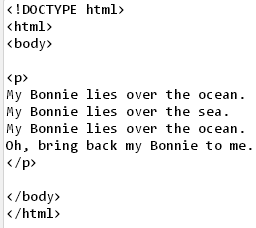 <!DOCTYPE html>
<html>
<body>
<p>
My Bonnie lies over the ocean.
My Bonnie lies over the sea.
My Bonnie lies over the ocean.
Oh, bring back my Bonnie to me.
</p>
</body>
</html>